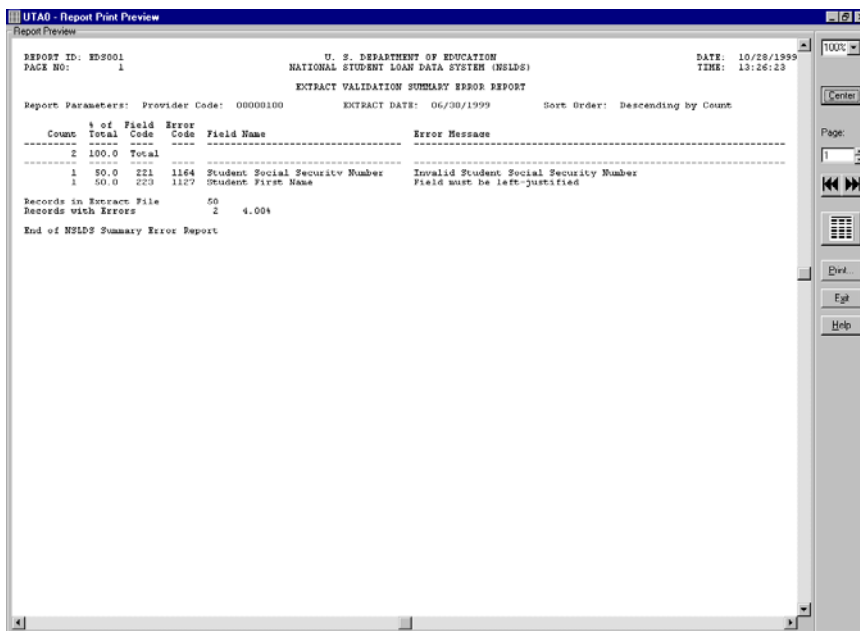 UTA0 - Report Print Preview
Report Preview
REPORT ID: EDS001 U. S. DEPARTMENT OF EDUCATION DATE: 10/28/1999
PAGE NO: 1 NATIONAL STUDENT LOAN DATA SYSTEM (NSLDS) TIME: 13:26:23
EXTRACT VALIDATION SUMMARY ERROR REPORT
Report Parameters: Provider Code: 00000100 EXTRACT DATE: 06/30/1999 Sort Order: Descending by Count
% of Field Error
Count Total Code Code Field Name Error Message
2 100.0 Total
1 50.0 221 1164 Student Social Security Number Invalid Student Social Security Number
1 50.0 223 1127 Student First Name Field must be left-justified
Records in Extract File 50
Records with Errors 2 4.00%
End of NSLDS Summary Error Report
100%
Center
Page:
1
Print...
Exit
Help